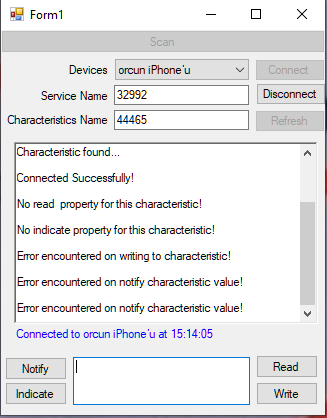 Form1
Scan
Devices orcun iPhone'u Connect
Service Name 32992 Disconnect
Characteristics Name 44465 Refresh
Characteristic found...
Connected Successfully!
No read  property for this characteristic!
No indicate property for this characteristic!
Error encountered on writing to characteristic!
Error encountered on notify characteristic value!
Error encountered on notify characteristic value!
Connected to orcun iPhone'u at 15:14:05
Notify Read
Indicate Write